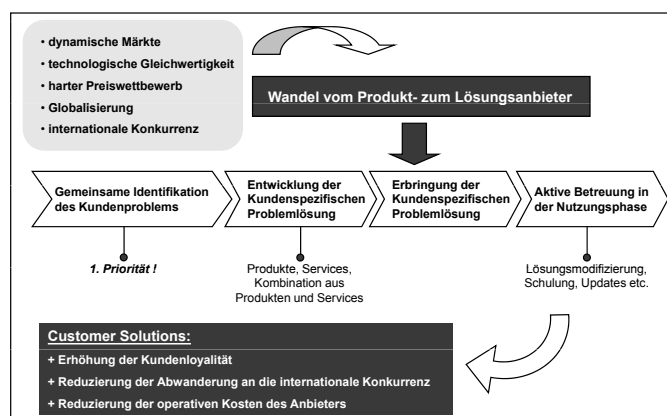 • dynamische Märkte
• technologische Gleichwertigkeit
• harter Preiswettbewerb
• Globalisierung
• internationale Konkurrenz
Wandel vom Produkt- zum Lösungsanbieter
Gemeinsame Identifikation
des Kundenproblems
Entwicklung der
Kundenspezifischen
Problemlösung
Erbringung der
Kundenspezifischen
Problemlösung
Aktive Betreuung in
der Nutzungsphase
1. Priorität !
Produkte, Services,
Kombination aus
Produkten und Services
Lösungsmodifizierung,
Schulung, Updates etc.
Customer Solutions:
+ Erhöhung der Kundenloyalität
+ Reduzierung der Abwanderung an die internationale Konkurrenz
+ Reduzierung der operativen Kosten des Anbieters